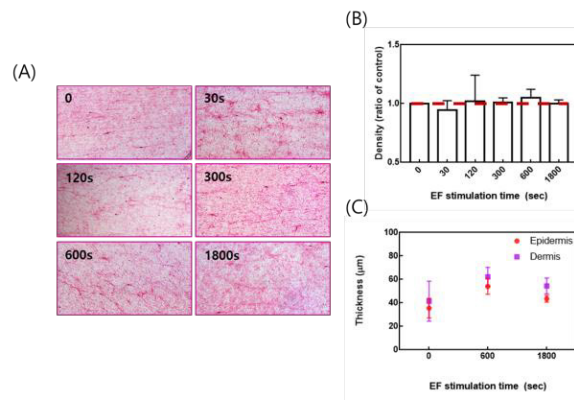 (A)
0
30s
120s
300s
600s
1800s
(B)
Density (ratio of control)
1.5
1.0
0.5
0
30
120
300
600
1800
EF stimulation time (sec)
(C)
Thickness (μm)
100
80
60
40
20
0
Epidermis
Dermis
0
600
1800
EF stimulation time (sec)